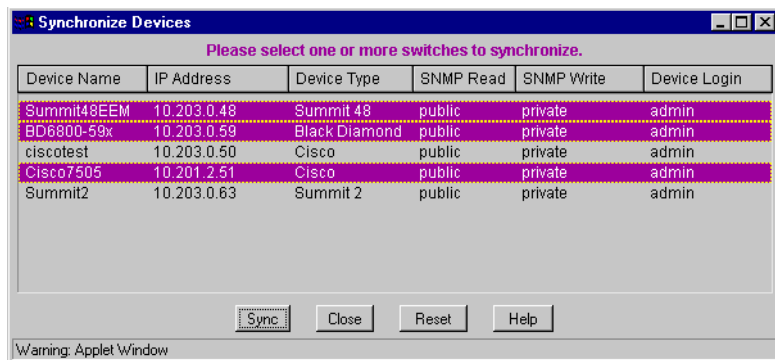 Synchronize Devices
Please select one or more switches to synchronize.
Device Name IP Address Device Type SNMP Read SNMP Write Device Login
Summit48EEM 10.203.0.48 Summit 48 public private admin
BD6800-59x 10.203.0.59 Black Diamond public private admin
ciscotest 10.203.0.50 Cisco public private admin
Cisco7505 10.201.2.51 Cisco public private admin
Summit2 10.203.0.63 Summit 2 public private admin
Sync Close Reset Help
Warning: Applet Window